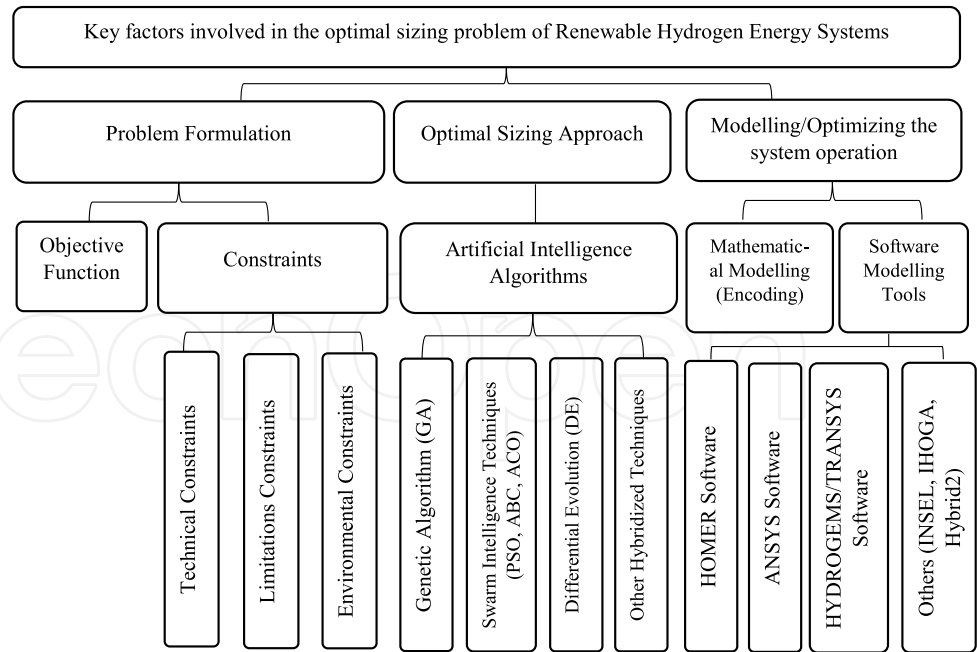 Key factors involved in the optimal sizing problem of Renewable Hydrogen Energy Systems
Problem Formulation
Optimal Sizing Approach
Modelling/Optimizing the
system operation
Objective
Function
Constraints
Artificial Intelligence
Algorithms
Mathematic-
al Modelling
(Encoding)
Software
Modelling
Tools
Technical Constraints
Limitations Constraints
Environmental Constraints
Genetic Algorithm (GA)
Swarm Intelligence Techniques
(PSO, ABC, ACO)
Differential Evolution (DE)
Other Hybridized Techniques
HOMER Software
ANSYS Software
HYDROGEMS/TRANSYS
Software
Others (INSEL, IHOGA,
Hybrid2)